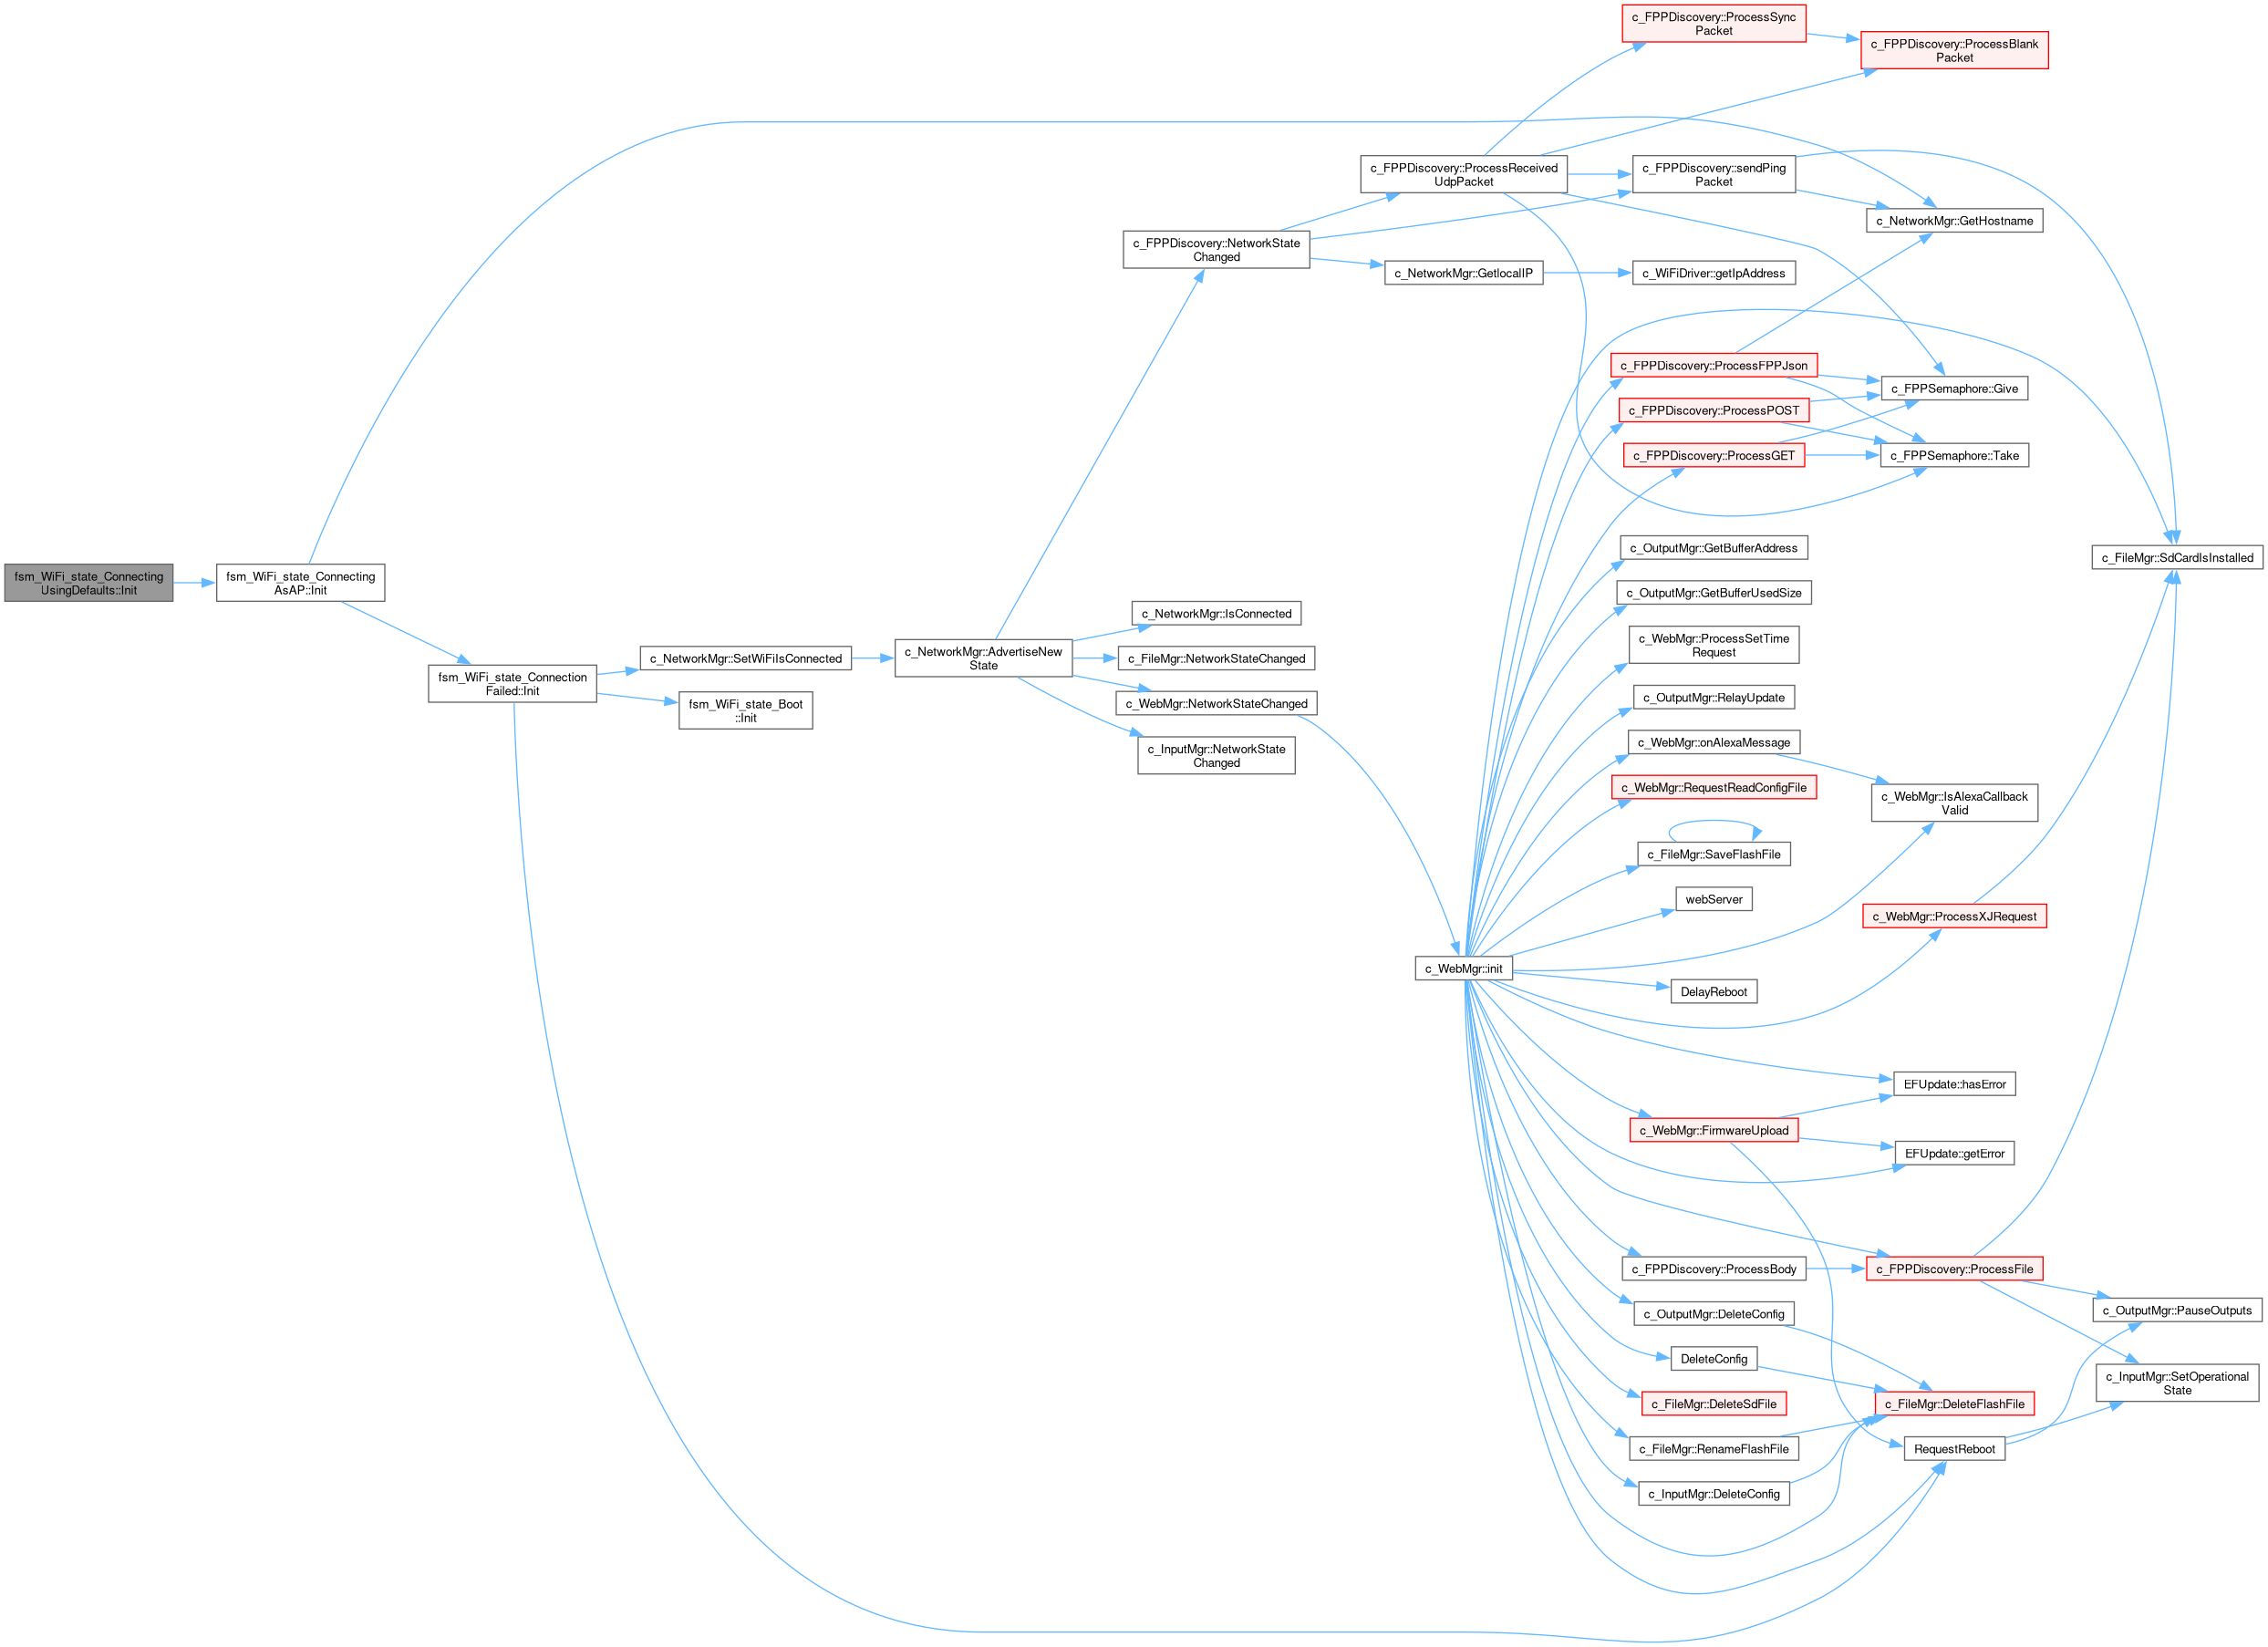 fsm_WiFi_state_Connecting
UsingDefaults::Init
fsm_WiFi_state_Connecting
AsAP::Init
fsm_WiFi_state_Connection
Failed::Init
c_NetworkMgr::SetWiFiIsConnected
fsm_WiFi_state_Boot
::Init
c_NetworkMgr::AdvertiseNew
State
c_FPPDiscovery::NetworkState
Changed
c_NetworkMgr::IsConnected
c_FileMgr::NetworkStateChanged
c_WebMgr::NetworkStateChanged
c_InputMgr::NetworkState
Changed
c_FPPDiscovery::ProcessReceived
UdpPacket
c_NetworkMgr::GetlocalIP
c_WebMgr::init
c_FPPDiscovery::ProcessSync
Packet
c_FPPDiscovery::sendPing
Packet
c_WiFiDriver::getIpAddress
c_FPPDiscovery::ProcessFPPJson
c_FPPDiscovery::ProcessPOST
c_FPPDiscovery::ProcessGET
c_OutputMgr::GetBufferAddress
c_OutputMgr::GetBufferUsedSize
c_WebMgr::ProcessSetTime
Request
c_OutputMgr::RelayUpdate
c_WebMgr::onAlexaMessage
c_WebMgr::RequestReadConfigFile
c_FileMgr::SaveFlashFile
webServer
DelayReboot
c_WebMgr::FirmwareUpload
c_FPPDiscovery::ProcessBody
c_OutputMgr::DeleteConfig
DeleteConfig
c_FileMgr::DeleteSdFile
c_FileMgr::RenameFlashFile
c_InputMgr::DeleteConfig
c_FPPDiscovery::ProcessBlank
Packet
c_NetworkMgr::GetHostname
c_FPPSemaphore::Give
c_FPPSemaphore::Take
c_WebMgr::IsAlexaCallback
Valid
c_WebMgr::ProcessXJRequest
EFUpdate::hasError
EFUpdate::getError
c_FPPDiscovery::ProcessFile
c_FileMgr::DeleteFlashFile
RequestReboot
c_FileMgr::SdCardIsInstalled
c_OutputMgr::PauseOutputs
c_InputMgr::SetOperational
State